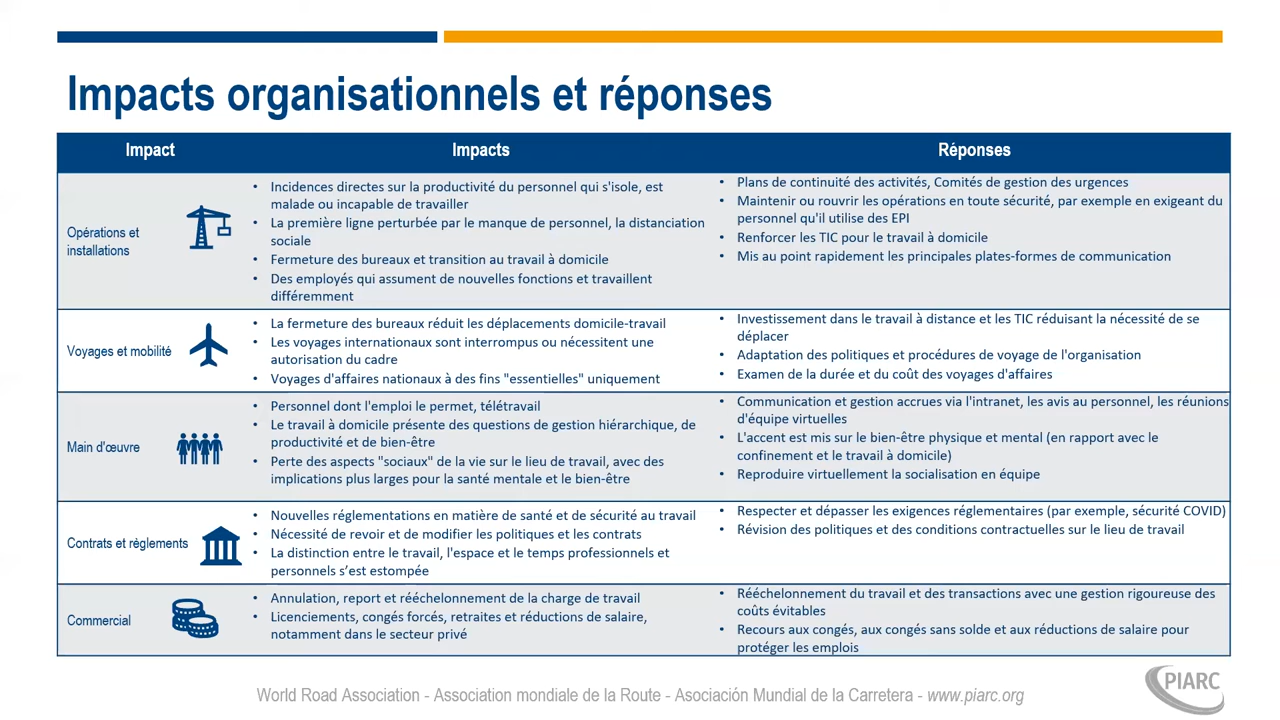 Impacts organisationnels et réponses
Impact
Impacts
Réponses
Opérations et
installations
• Incidences directes sur la productivité du personnel qui s'isole, est
malade ou incapable de travailler
• La première ligne perturbée par le manque de personnel, la distanciation
sociale
• Fermeture des bureaux et transition au travail à domicile
• Des employés qui assument de nouvelles fonctions et travaillent
différemment
• Plans de continuité des activités, Comités de gestion des urgences
• Maintenir ou rouvrir les opérations en toute sécurité, par exemple en exigeant du
personnel qu'il utilise des EPI
• Renforcer les TIC pour le travail à domicile
• Mis au point rapidement les principales plates-formes de communication
Voyages et mobilité
• La fermeture des bureaux réduit les déplacements domicile-travail
• Les voyages internationaux sont interrompus ou nécessitent une
autorisation du cadre
• Voyages d'affaires nationaux à des fins "essentielles" uniquement
• Investissement dans le travail à distance et les TIC réduisant la nécessité de se
déplacer
• Adaptation des politiques et procédures de voyage de l'organisation
• Examen de la durée et du coût des voyages d'affaires
Main d'œuvre
• Personnel dont l'emploi le permet, télétravail
• Le travail à domicile présente des questions de gestion hiérarchique, de
productivité et de bien-être
• Perte des aspects "sociaux" de la vie sur le lieu de travail, avec des
implications plus larges pour la santé mentale et le bien-être
• Communication et gestion accrues via l'intranet, les avis au personnel, les réunions
d'équipe virtuelles
• L'accent est mis sur le bien-être physique et mental (en rapport avec le
confinement et le travail à domicile)
• Reproduire virtuellement la socialisation en équipe
Contrats et règlements
• Nouvelles réglementations en matière de santé et de sécurité au travail
• Nécessité de revoir et de modifier les politiques et les contrats
• La distinction entre le travail, l'espace et le temps professionnels et
personnels s’est estompée
• Respecter et dépasser les exigences réglementaires (par exemple, sécurité COVID)
• Révision des politiques et des conditions contractuelles sur le lieu de travail
Commercial
• Annulation, report et rééchelonnement de la charge de travail
• Licenciements, congés forcés, retraites et réductions de salaire,
notamment dans le secteur privé
• Rééchelonnement du travail et des transactions avec une gestion rigoureuse des
coûts évitables
• Recours aux congés, aux congés sans solde et aux réductions de salaire pour
protéger les emplois
World Road Association - Association mondiale de la Route - Asociación Mundial de la Carretera - www.piarc.org
PIARC